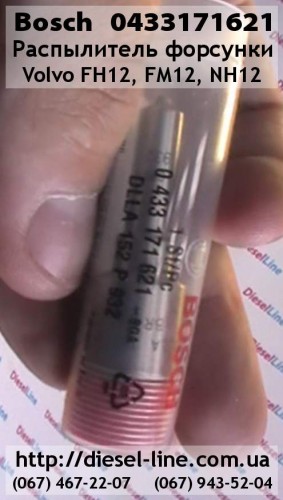 Bosch 0433171621
Распылитель форсунки
Volvo FH12, FM12, NH12
0 433 171 621
DLLA 152 P
BOSCH
DieselLine
http://diesel-line.com.ua
(067) 467-22-07 (067) 943-52-04